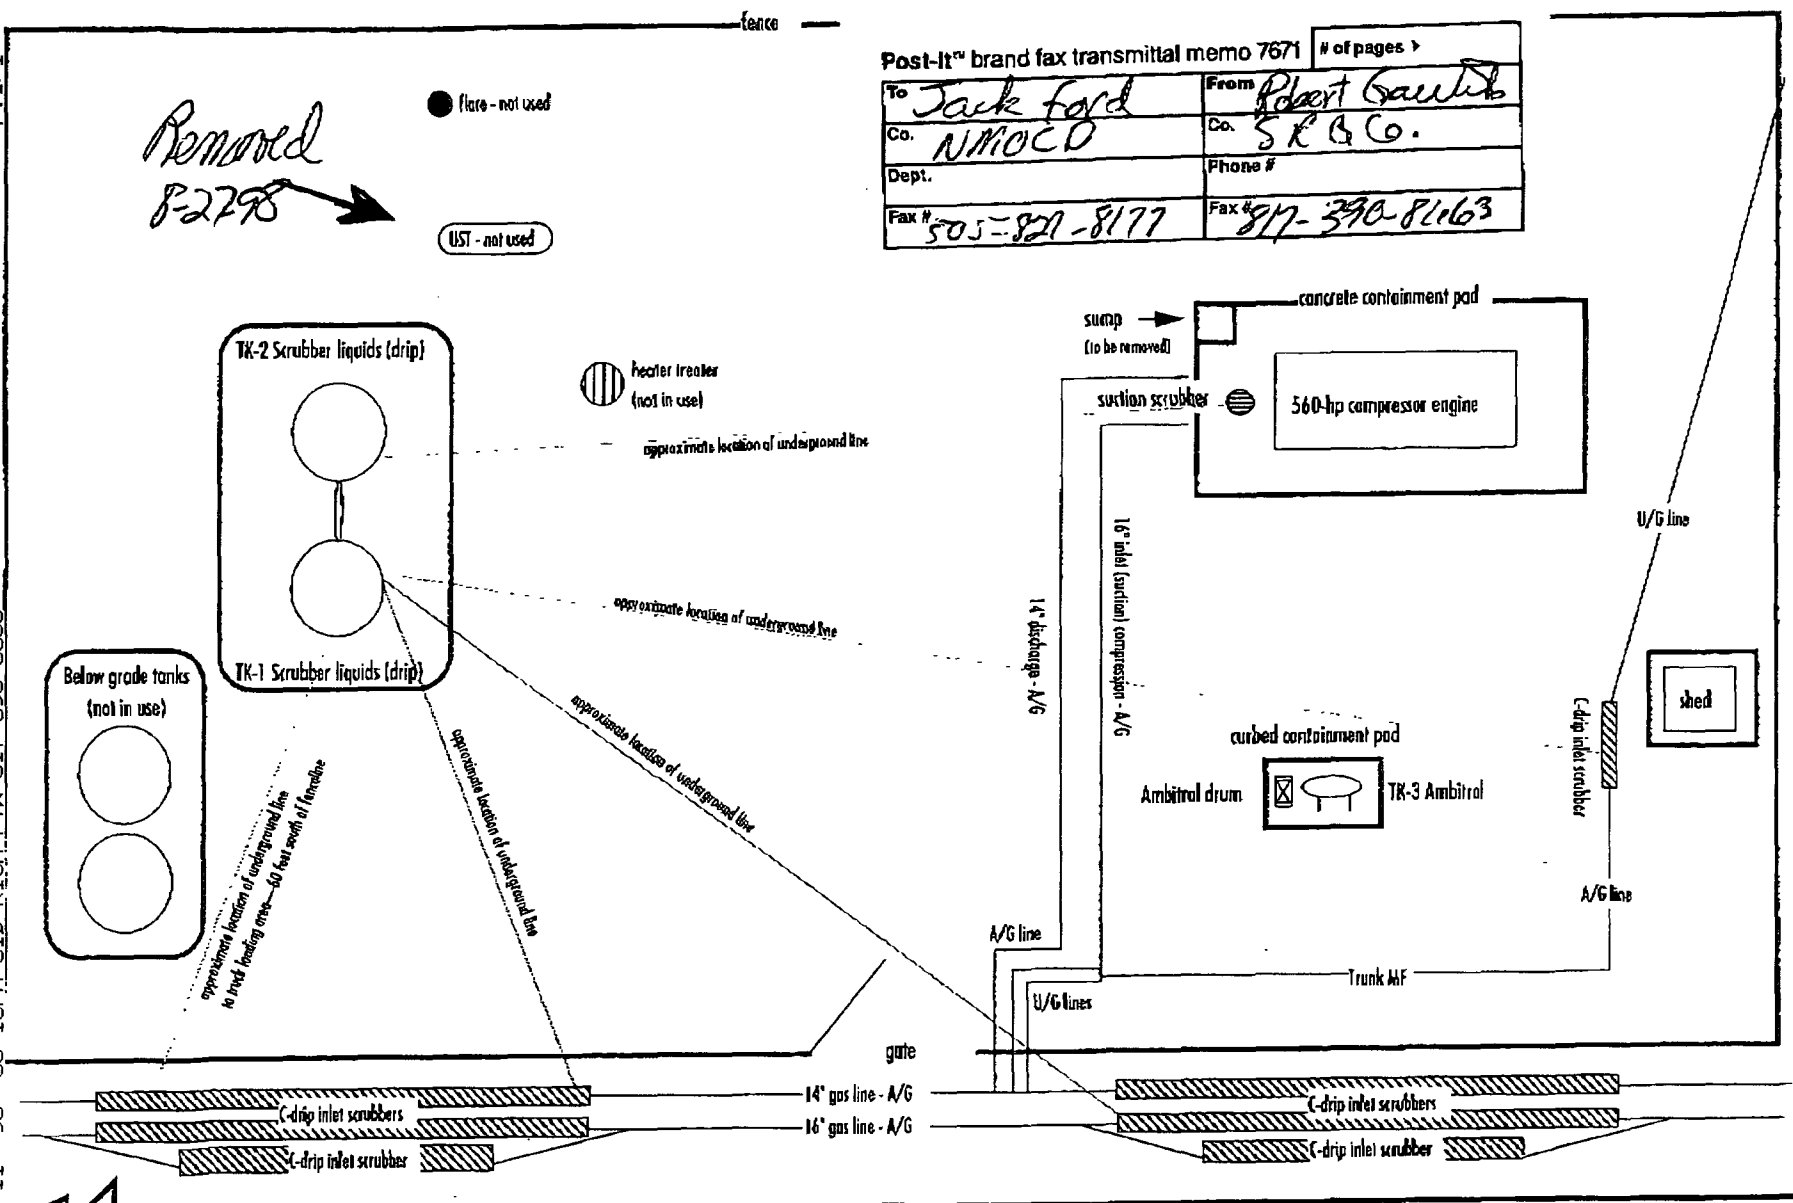 fence
Post-It™ brand fax transmittal memo 7671 # of pages
To Jack Ford
From Robert
Co. NMOCD
Co.
Dept.
Phone #
Fax # 505-827-8177
Fax # 817-390-8663
Removed
8-27-98
flare - not used
UST - not used
TK-2 Scrubber liquids (drip)
heater treater
(not in use)
approximate location of underground line
sump
(to be removed)
concrete containment pad
suction scrubber
560-hp compressor engine
U/G line
approximate location of underground line
14" discharge - A/G
16" inlet (suction) compression - A/G
TK-1 Scrubber liquids (drip)
Below grade tanks
(not in use)
approximate location of underground line
approximate location of underground line
approximate location of underground line
to truck loading area—60 feet south of fenceline
curbed containment pad
Ambitrol drum
TK-3 Ambitrol
C-drip inlet scrubber
shed
A/G line
A/G line
U/G lines
Trunk MF
gate
14" gas line - A/G
16" gas line - A/G
C-drip inlet scrubbers
C-drip inlet scrubber
C-drip inlet scrubbers
C-drip inlet scrubber